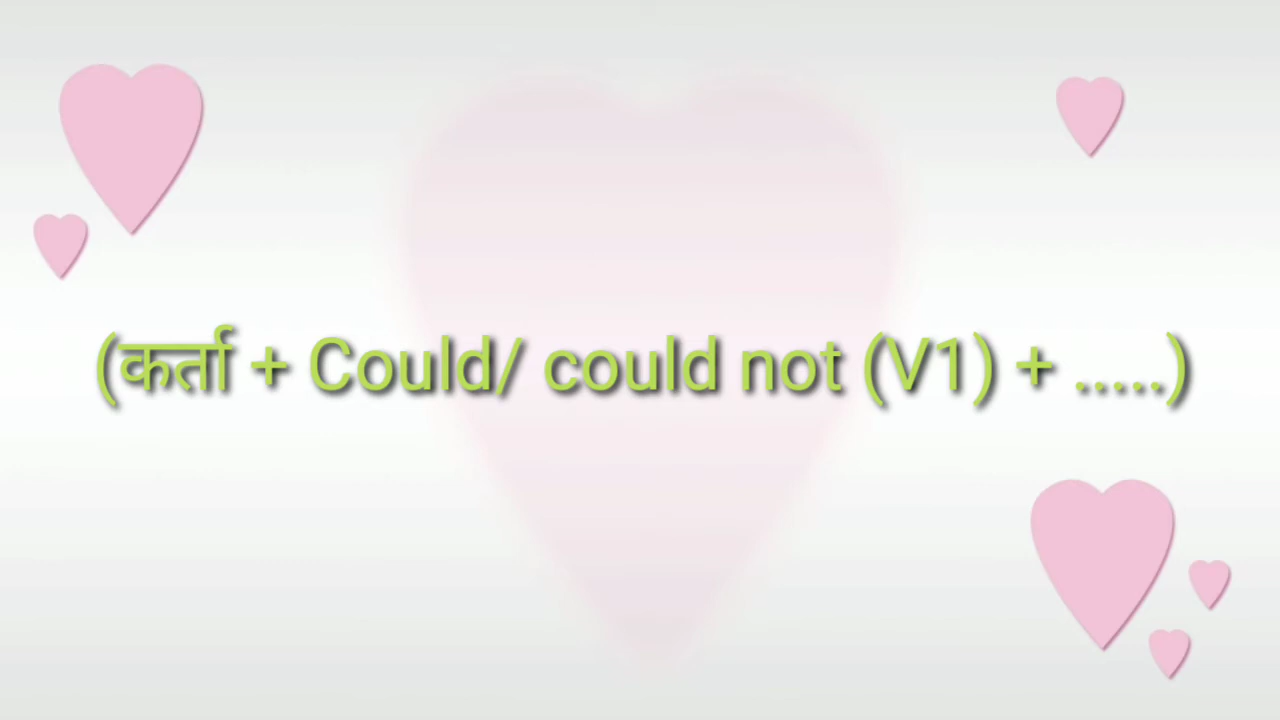 (कर्ता + Could/ could not (V1) + .....)